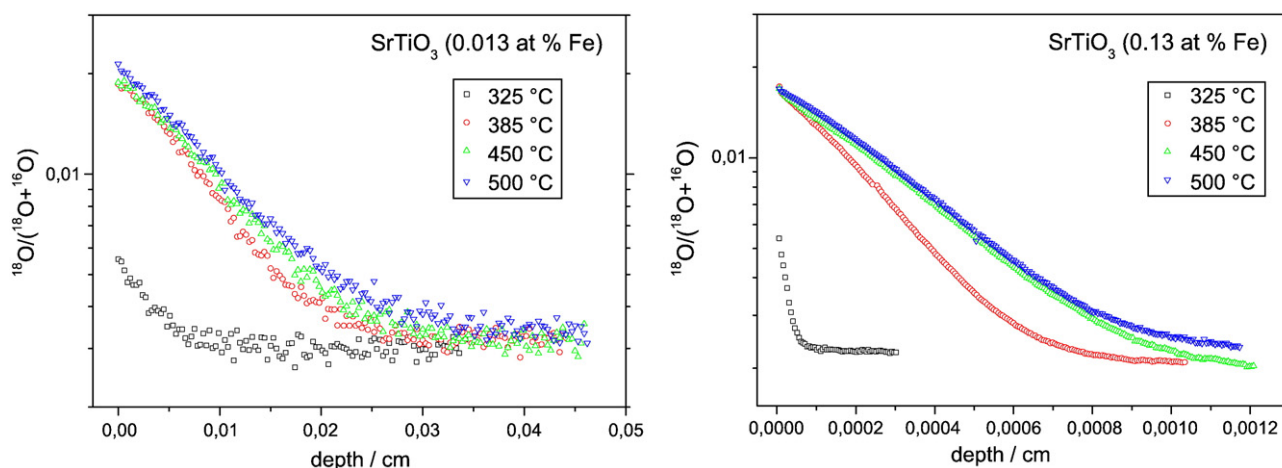 SrTiO₃ (0.013 at % Fe)
325 °C
385 °C
450 °C
500 °C
0,01
¹⁸O/(¹⁸O+¹⁶O)
0,00 0,01 0,02 0,03 0,04 0,05
depth / cm
SrTiO₃ (0.13 at % Fe)
325 °C
385 °C
450 °C
500 °C
0,01
¹⁸O/(¹⁸O+¹⁶O)
0,0000 0,0002 0,0004 0,0006 0,0008 0,0010 0,0012
depth / cm